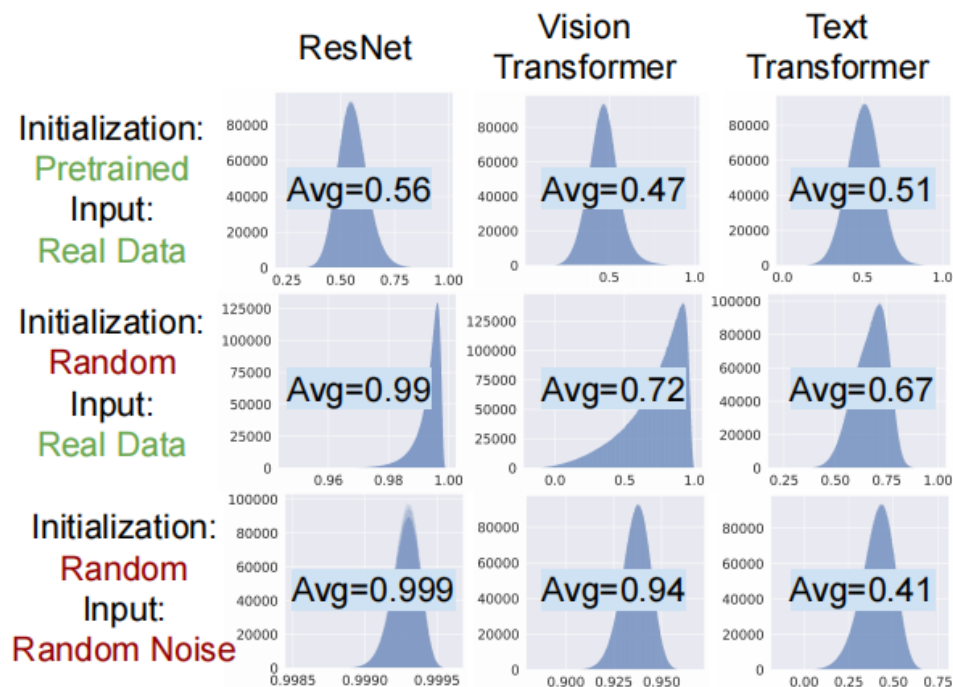 ResNet
Vision
Transformer
Text
Transformer
Initialization:
Pretrained
Input:
Real Data
80000
60000
40000
20000
0
Avg=0.56
0.25 0.50 0.75 1.00
80000
60000
40000
20000
0
Avg=0.47
0.5 1.0
80000
60000
40000
20000
0
Avg=0.51
0.0 0.5 1.0
Initialization:
Random
Input:
Real Data
125000
100000
75000
50000
25000
0
Avg=0.99
0.96 0.98 1.00
125000
100000
75000
50000
25000
0
Avg=0.72
0.0 0.5 1.0
100000
80000
60000
40000
20000
0
Avg=0.67
0.25 0.50 0.75 1.00
Initialization:
Random
Input:
Random Noise
100000
80000
60000
40000
20000
0
Avg=0.999
0.9985 0.9990 0.9995
80000
60000
40000
20000
0
Avg=0.94
0.900 0.925 0.950
80000
60000
40000
20000
0
Avg=0.41
0.00 0.25 0.50 0.75